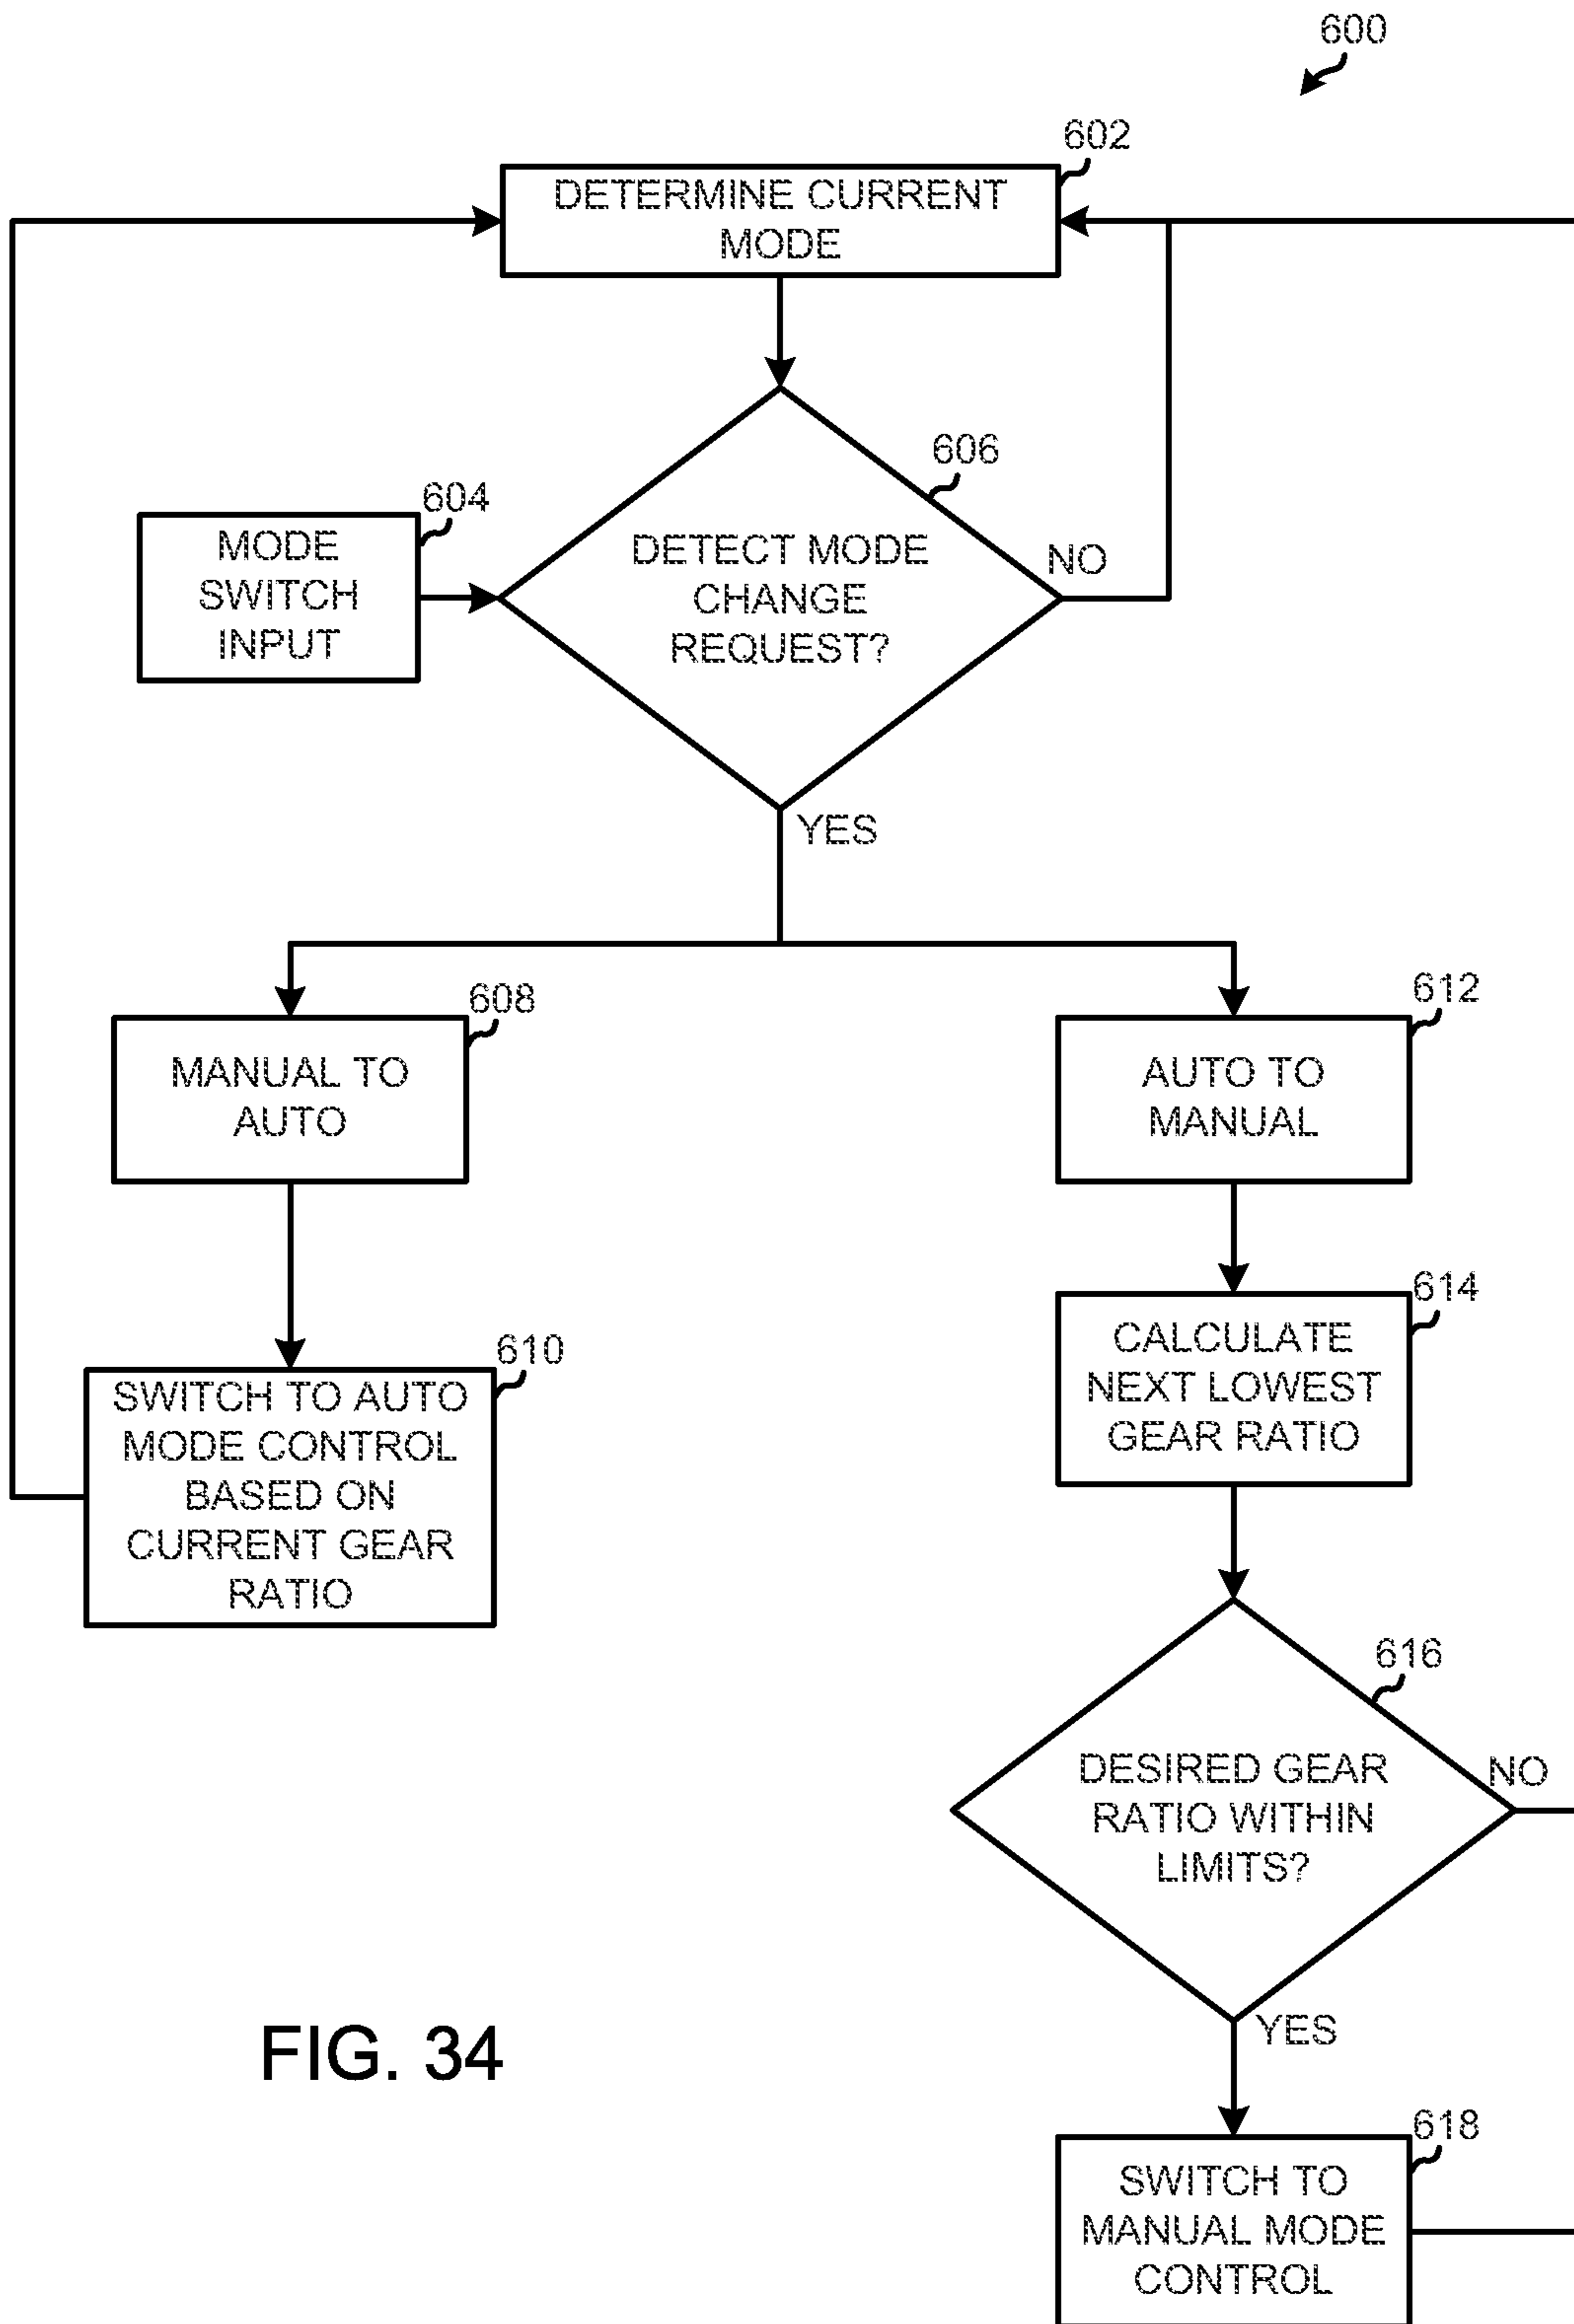 600
602
DETERMINE CURRENT
MODE
606
604
MODE
SWITCH
INPUT
DETECT MODE
CHANGE
REQUEST?
NO
YES
608
MANUAL TO
AUTO
612
AUTO TO
MANUAL
610
SWITCH TO AUTO
MODE CONTROL
BASED ON
CURRENT GEAR
RATIO
614
CALCULATE
NEXT LOWEST
GEAR RATIO
616
DESIRED GEAR
RATIO WITHIN
LIMITS?
NO
YES
618
SWITCH TO
MANUAL MODE
CONTROL
FIG. 34